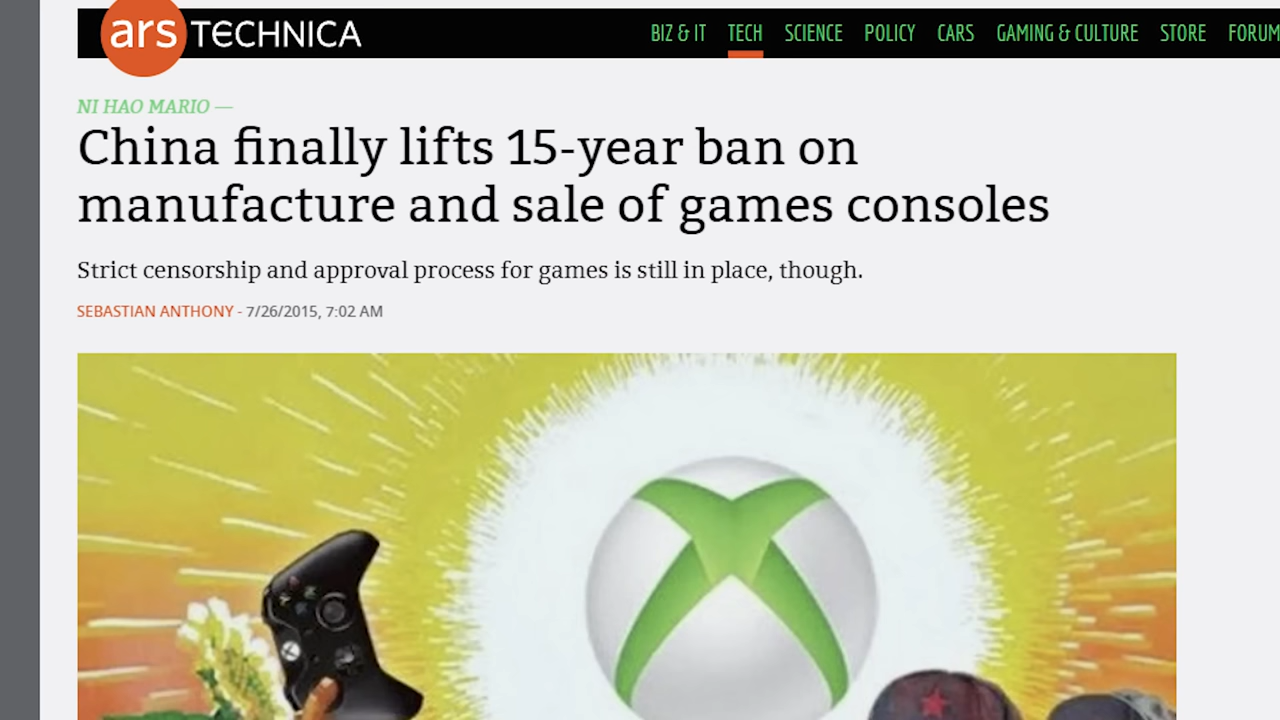 ars TECHNICA
BIZ & IT TECH SCIENCE POLICY CARS GAMING & CULTURE STORE FORUM
NI HAO MARIO —
China finally lifts 15-year ban on
manufacture and sale of games consoles
Strict censorship and approval process for games is still in place, though.
SEBASTIAN ANTHONY - 7/26/2015, 7:02 AM